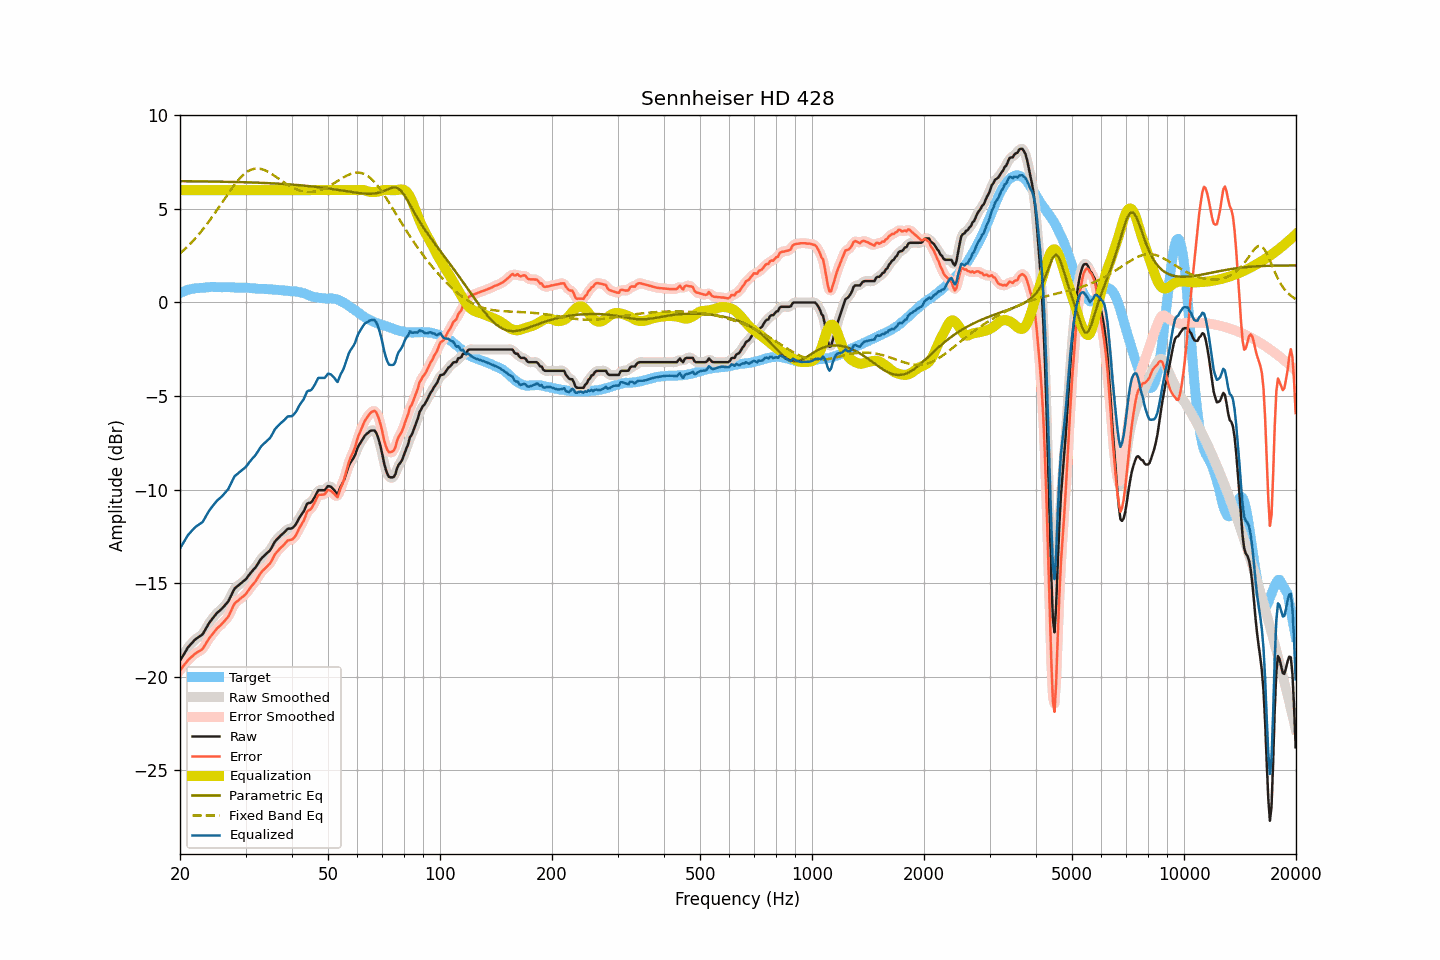 Sennheiser HD 428
10
5
0
−5
−10
−15
−20
−25
Amplitude (dBr)
Target
Raw Smoothed
Error Smoothed
Raw
Error
Equalization
Parametric Eq
Fixed Band Eq
Equalized
20 50 100 200 500 1000 2000 5000 10000 20000
Frequency (Hz)